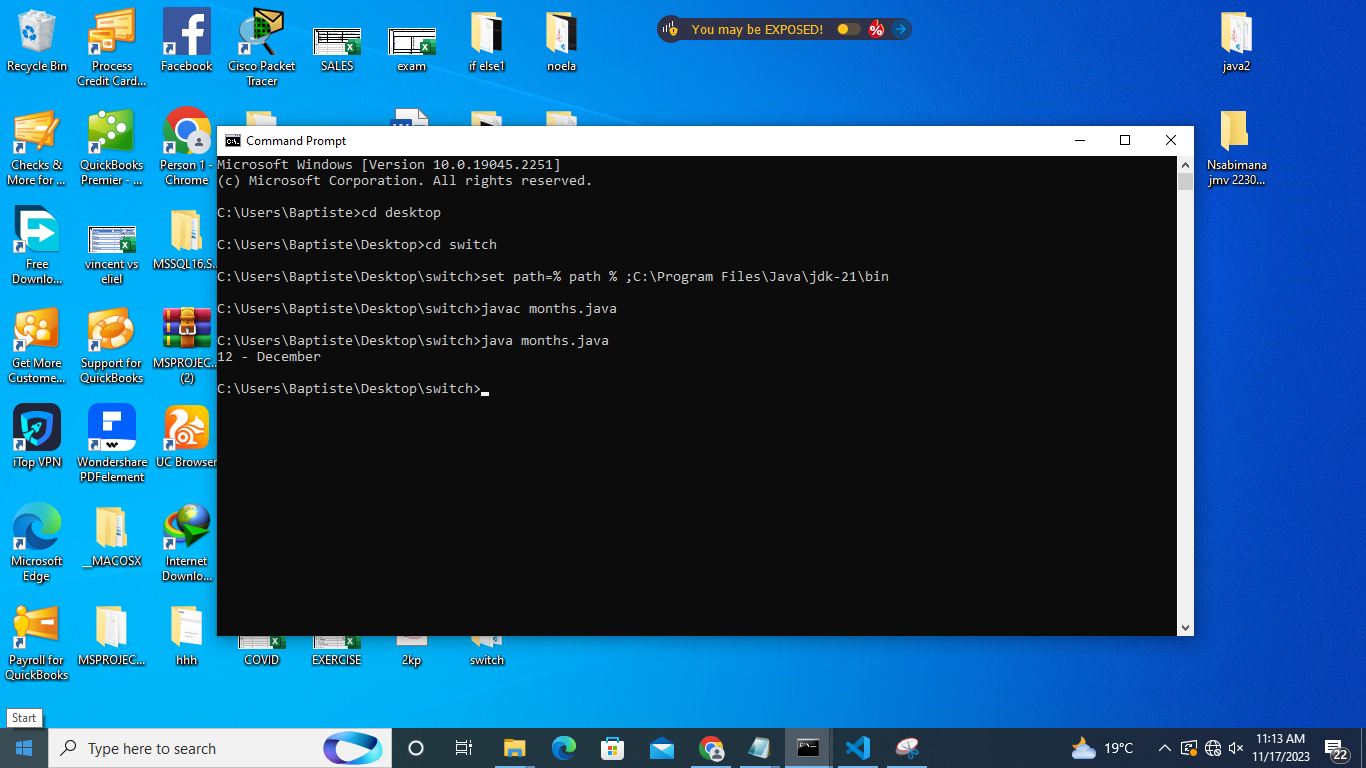 Recycle Bin
Process
Credit Card...
Facebook
Cisco Packet
Tracer
SALES
exam
if else1
noela
You may be EXPOSED!
java2
Checks &
More for ...
QuickBooks
Premier - ...
Person 1 -
Chrome
Nsabimana
jmv 2230...
Command Prompt
Microsoft Windows [Version 10.0.19045.2251]
(c) Microsoft Corporation. All rights reserved.
C:\Users\Baptiste>cd desktop
C:\Users\Baptiste\Desktop>cd switch
C:\Users\Baptiste\Desktop\switch>set path=% path % ;C:\Program Files\Java\jdk-21\bin
C:\Users\Baptiste\Desktop\switch>javac months.java
C:\Users\Baptiste\Desktop\switch>java months.java
12 - December
C:\Users\Baptiste\Desktop\switch>
Free
Downlo...
vincent vs
eliel
MSSQL16.S...
Get More
Custome...
Support for
QuickBooks
MSPROJEC...
(2)
iTop VPN
Wondershare
PDFelement
UC Browser
Microsoft
Edge
__MACOSX
Internet
Downlo...
Payroll for
QuickBooks
MSPROJEC...
hhh
COVID
EXERCISE
2kp
switch
Start
Type here to search
19°C
11:13 AM
11/17/2023
22